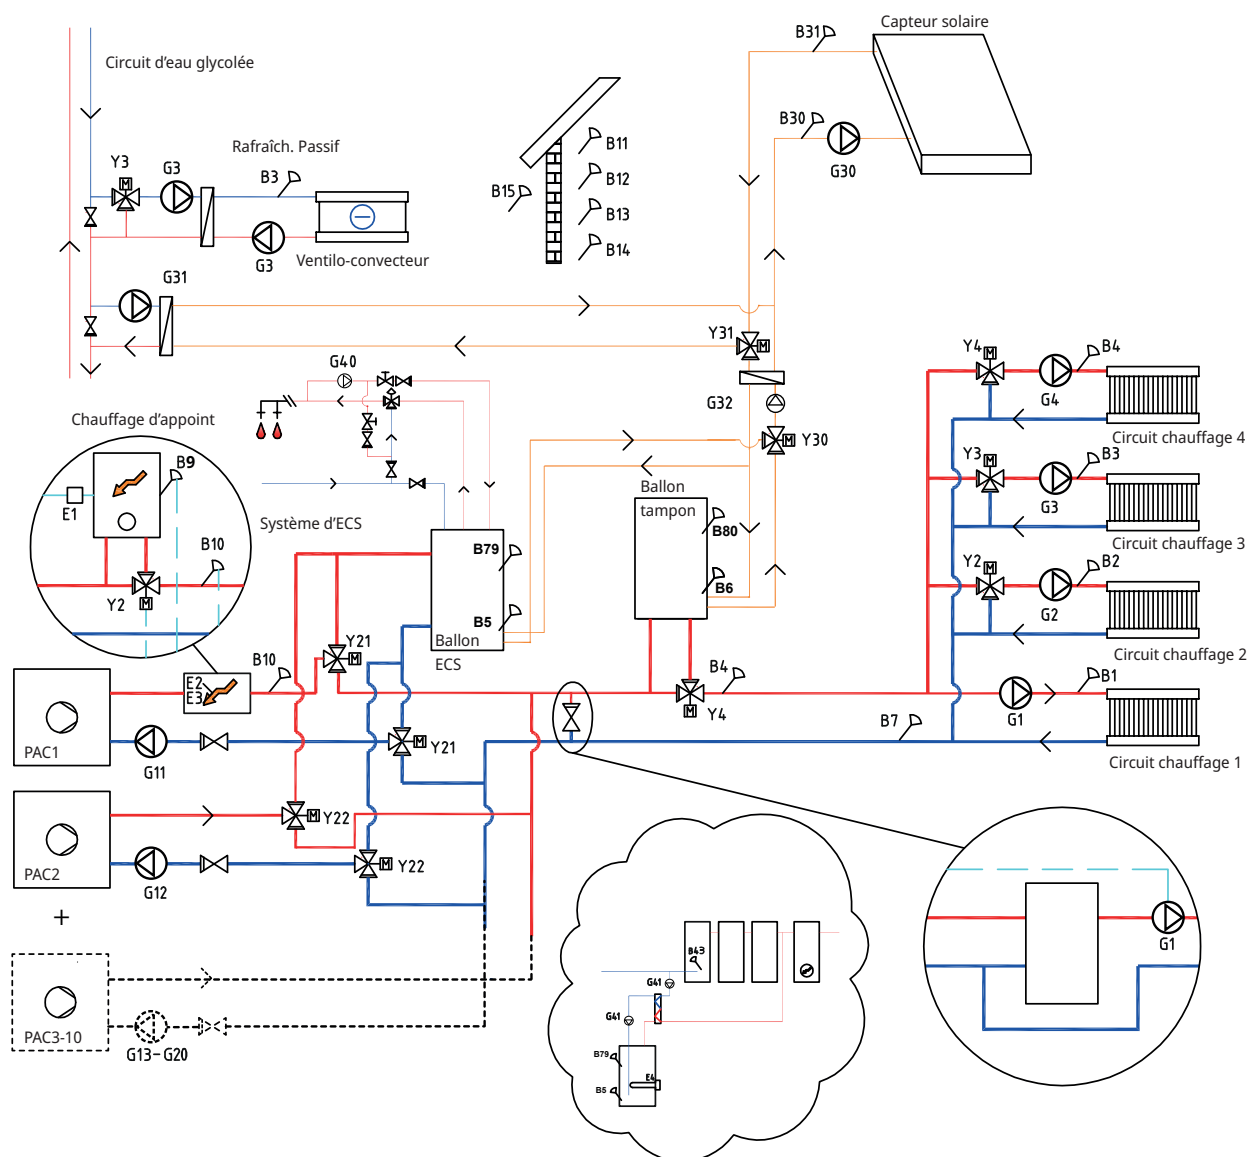 Capteur solaire
B31
Circuit d'eau glycolée
B30
G30
B11
B12
B13
B14
B15
Rafraîch. Passif
Y3
M
G3
B3
G3
Ventilo-convecteur
G31
Y31
M
G32
Y30
M
G40
Y4
M
B4
G4
Circuit chauffage 4
Y3
M
B3
G3
Circuit chauffage 3
Y2
M
B2
G2
Circuit chauffage 2
B1
G1
Circuit chauffage 1
Chauffage d'appoint
B9
E1
B10
Y2
M
Système d'ECS
B79
B5
Ballon
ECS
Ballon
tampon
B80
B6
Y21
M
B10
E2
E3
B4
M
Y4
B7
PAC1
G11
M
Y21
PAC2
G12
M
Y22
M
Y22
+
PAC3-10
G13-G20
B43
G41
G41
B79
B5
E4
G1